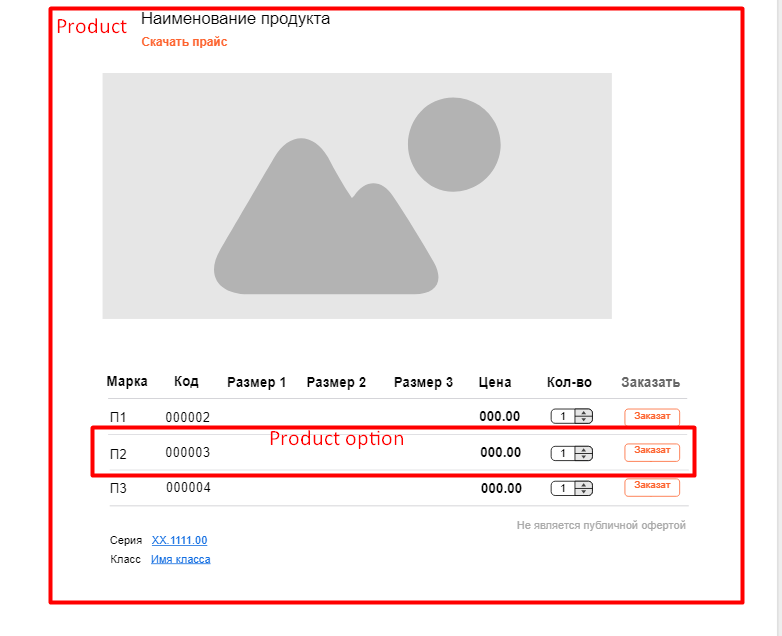 Product
Наименование продукта
Скачать прайс
Марка Код Размер 1 Размер 2 Размер 3 Цена Кол-во Заказать
П1 000002 000.00 1 Заказат
Product option
П2 000003 000.00 1 Заказат
П3 000004 000.00 1 Заказат
Не является публичной офертой
Серия XX.1111.00
Класс Имя класса